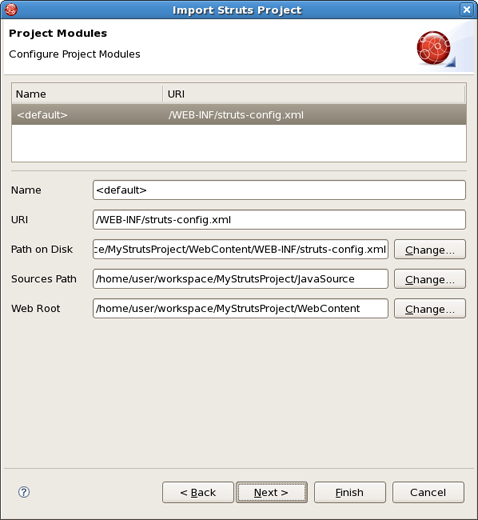 Import Struts Project
Project Modules
Configure Project Modules
Name URI
<default> /WEB-INF/struts-config.xml
Name <default>
URI /WEB-INF/struts-config.xml
Path on Disk ce/MyStrutsProject/WebContent/WEB-INF/struts-config.xml Change...
Sources Path /home/user/workspace/MyStrutsProject/JavaSource Change...
Web Root /home/user/workspace/MyStrutsProject/WebContent Change...
? < Back Next > Finish Cancel